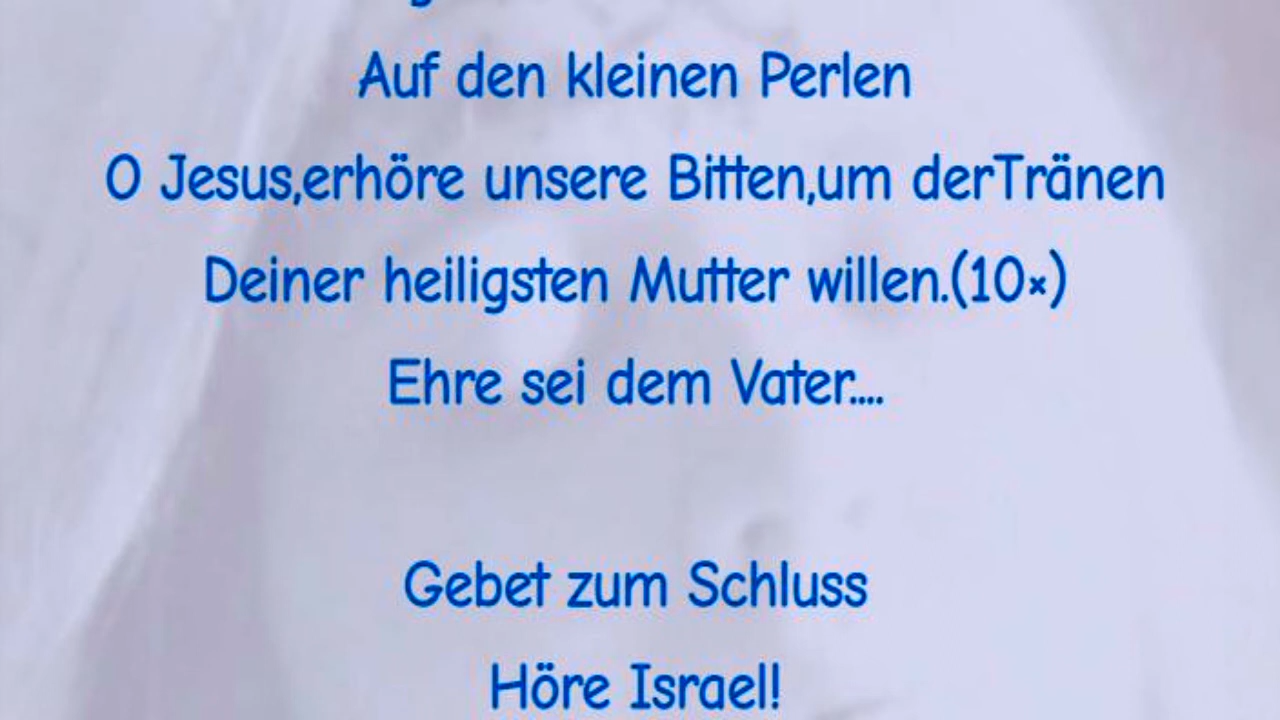 Auf den kleinen Perlen
O Jesus,erhöre unsere Bitten,um derTränen
Deiner heiligsten Mutter willen.(10×)
Ehre sei dem Vater....
Gebet zum Schluss
Höre Israel!